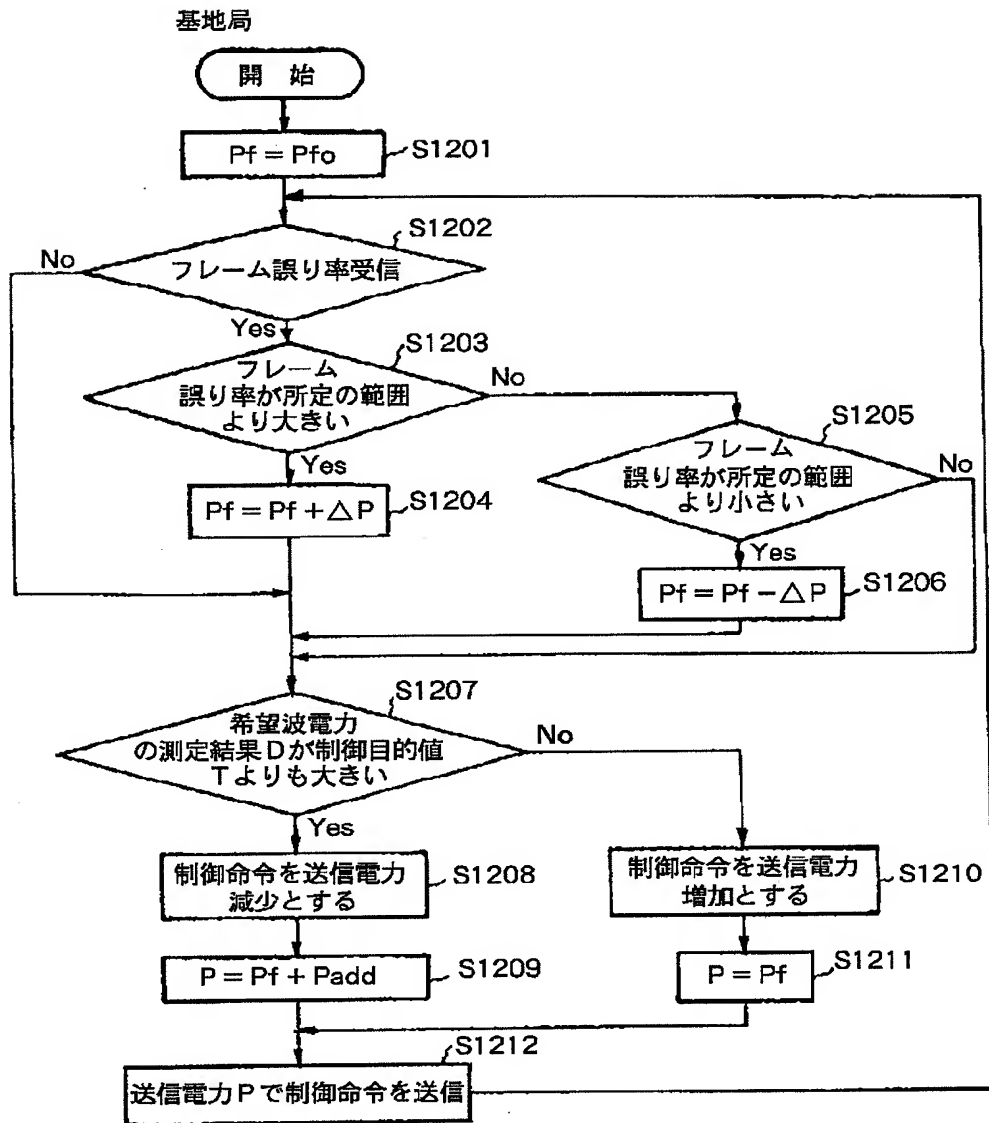 基地局
開 始
Pf = Pfo
S1201
S1202
No
フレーム誤り率受信
Yes
S1203
フレーム
誤り率が所定の範囲
より大きい
No
S1205
フレーム
誤り率が所定の範囲
より小さい
No
Yes
Pf = Pf + △P
S1204
Yes
Pf = Pf − △P
S1206
S1207
希望波電力
の測定結果Dが制御目的値
Tよりも大きい
No
Yes
制御命令を送信電力
減少とする
S1208
制御命令を送信電力
増加とする
S1210
P = Pf + Padd
S1209
P = Pf
S1211
S1212
送信電力Pで制御命令を送信